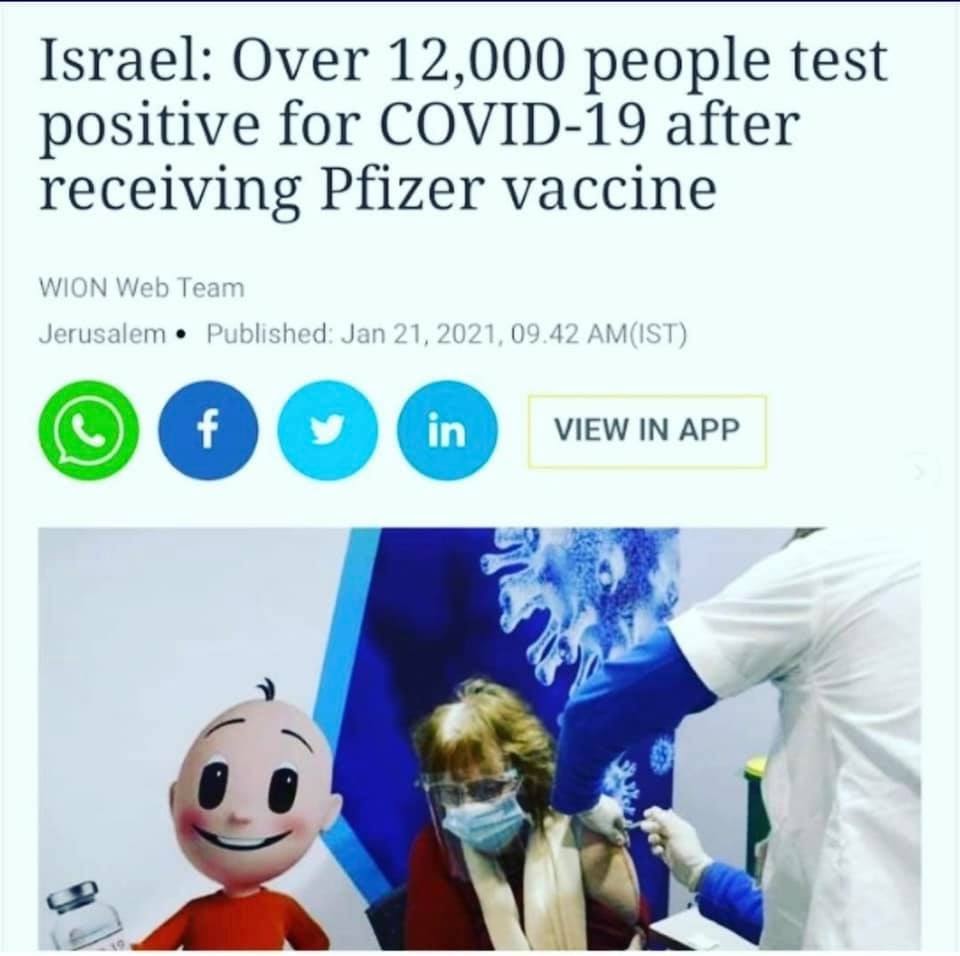 Israel: Over 12,000 people test
positive for COVID-19 after
receiving Pfizer vaccine
WION Web Team
Jerusalem • Published: Jan 21, 2021, 09.42 AM(IST)
f
in
VIEW IN APP